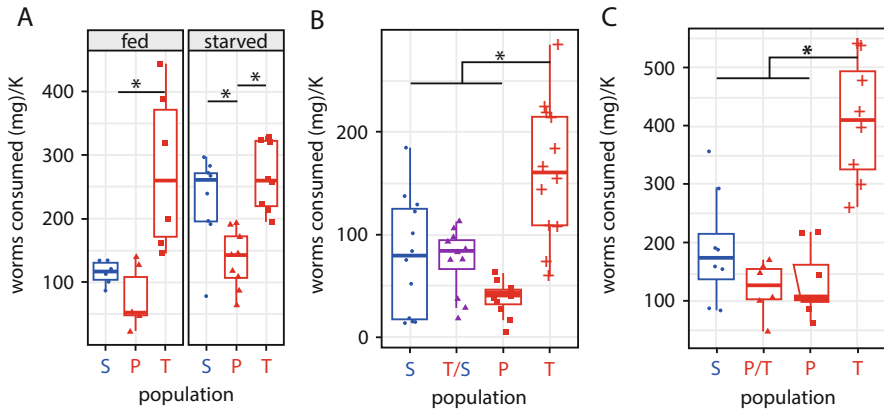 A
fed
starved
worms consumed (mg)/K
400
300
200
100
*
*
*
S
P
T
S
P
T
population
B
worms consumed (mg)/K
200
100
0
*
S
T/S
P
T
population
C
worms consumed (mg)/K
500
400
300
200
100
*
S
P/T
P
T
population